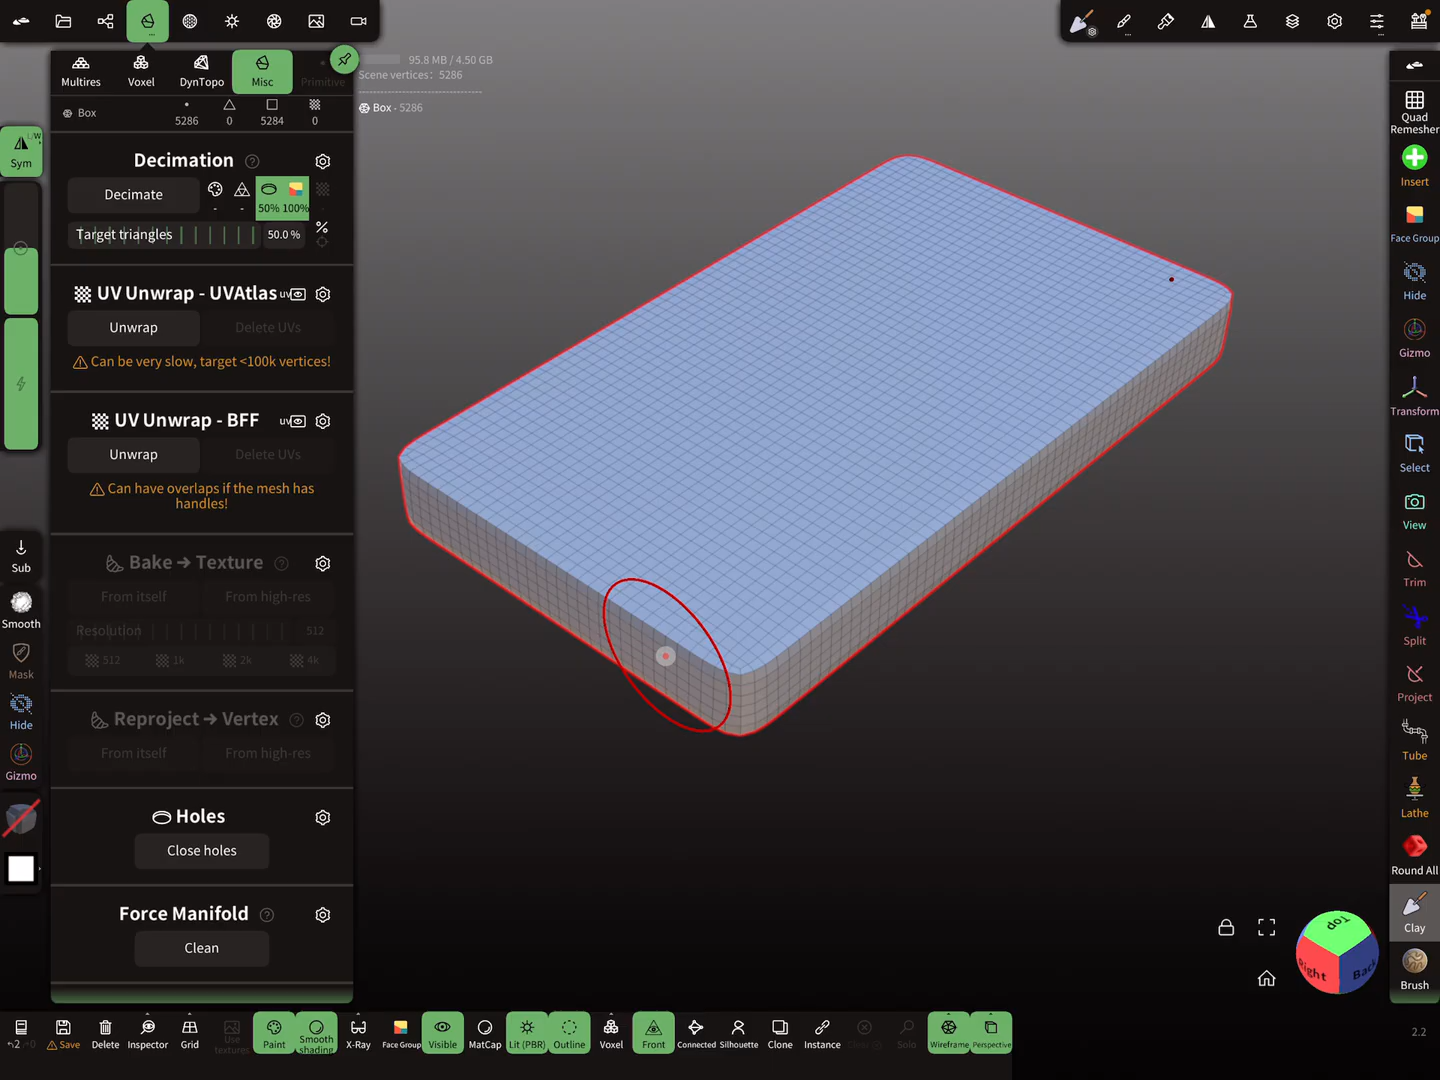 Multires
Voxel
DynTopo
Misc
Primitive
95.8 MB / 4.50 GB
Scene vertices: 5286
Box - 5286
Box
5286
0
5284
0
Sym
Decimation
Decimate
-
-
50%
100%
Target triangles
50.0 %
%
UV Unwrap - UVAtlas
uv
Unwrap
Delete UVs
Can be very slow, target <100k vertices!
UV Unwrap - BFF
uv
Unwrap
Delete UVs
Can have overlaps if the mesh has
handles!
Bake → Texture
From itself
From high-res
Resolution
512
512
1k
2k
4k
Reproject → Vertex
From itself
From high-res
Holes
Close holes
Force Manifold
Clean
Sub
Smooth
Mask
Hide
Gizmo
Quad
Remesher
Insert
Face Group
Hide
Gizmo
Transform
Select
View
Trim
Split
Project
Tube
Lathe
Round All
Clay
Brush
Top
Right
Back
2
0
Save
Delete
Inspector
Grid
Use
textures
Paint
Smooth
shading
X-Ray
Face Group
Visible
MatCap
Lit (PBR)
Outline
Voxel
Front
Connected
Silhouette
Clone
Instance
Solo
Wireframe
Perspective
2.2